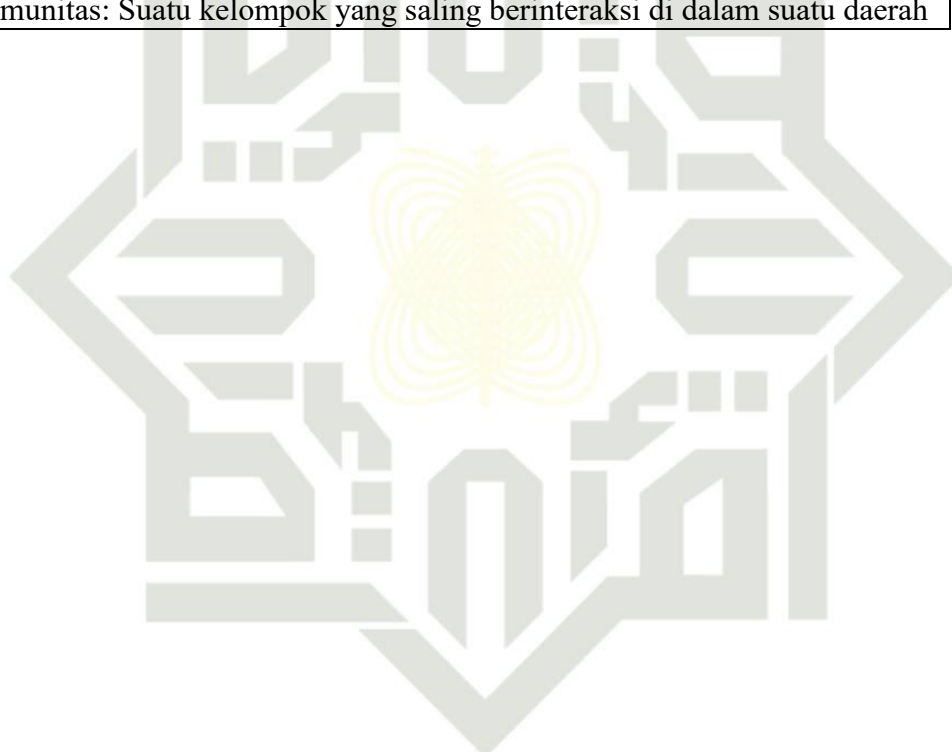 munitas: Suatu kelompok yang saling berinteraksi di dalam suatu daerah